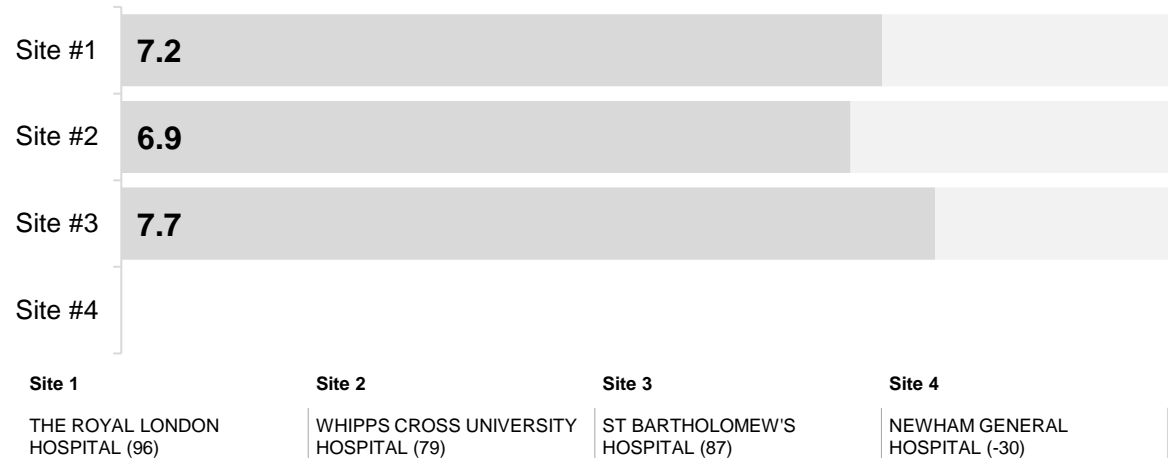 Site #1 7.2
Site #2 6.9
Site #3 7.7
Site #4
Site 1 Site 2 Site 3 Site 4
THE ROYAL LONDON
HOSPITAL (96)
WHIPPS CROSS UNIVERSITY
HOSPITAL (79)
ST BARTHOLOMEW'S
HOSPITAL (87)
NEWHAM GENERAL
HOSPITAL (-30)